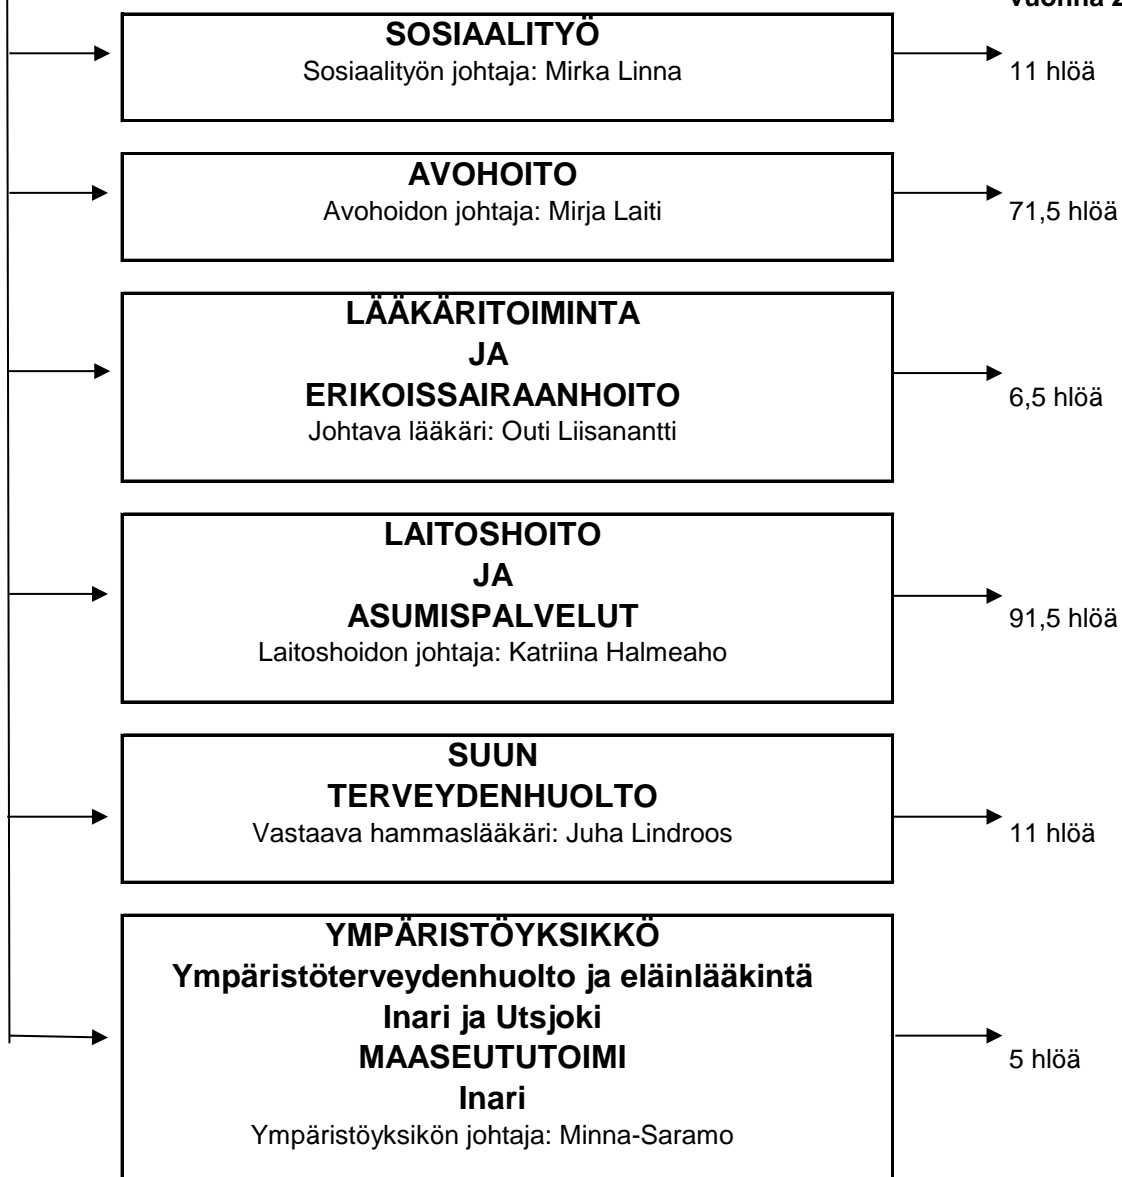 vuonna 2
SOSIAALITYÖ
Sosiaalityön johtaja: Mirka Linna
11 hlöä
AVOHOITO
Avohoidon johtaja: Mirja Laiti
71,5 hlöä
LÄÄKÄRITOIMINTA
JA
ERIKOISSAIRAANHOITO
Johtava lääkäri: Outi Liisanantti
6,5 hlöä
LAITOSHOITO
JA
ASUMISPALVELUT
Laitoshoidon johtaja: Katriina Halmeaho
91,5 hlöä
SUUN
TERVEYDENHUOLTO
Vastaava hammaslääkäri: Juha Lindroos
11 hlöä
YMPÄRISTÖYKSIKKÖ
Ympäristöterveydenhuolto ja eläinlääkintä
Inari ja Utsjoki
MAASEUTUTOIMI
Inari
Ympäristöyksikön johtaja: Minna-Saramo
5 hlöä